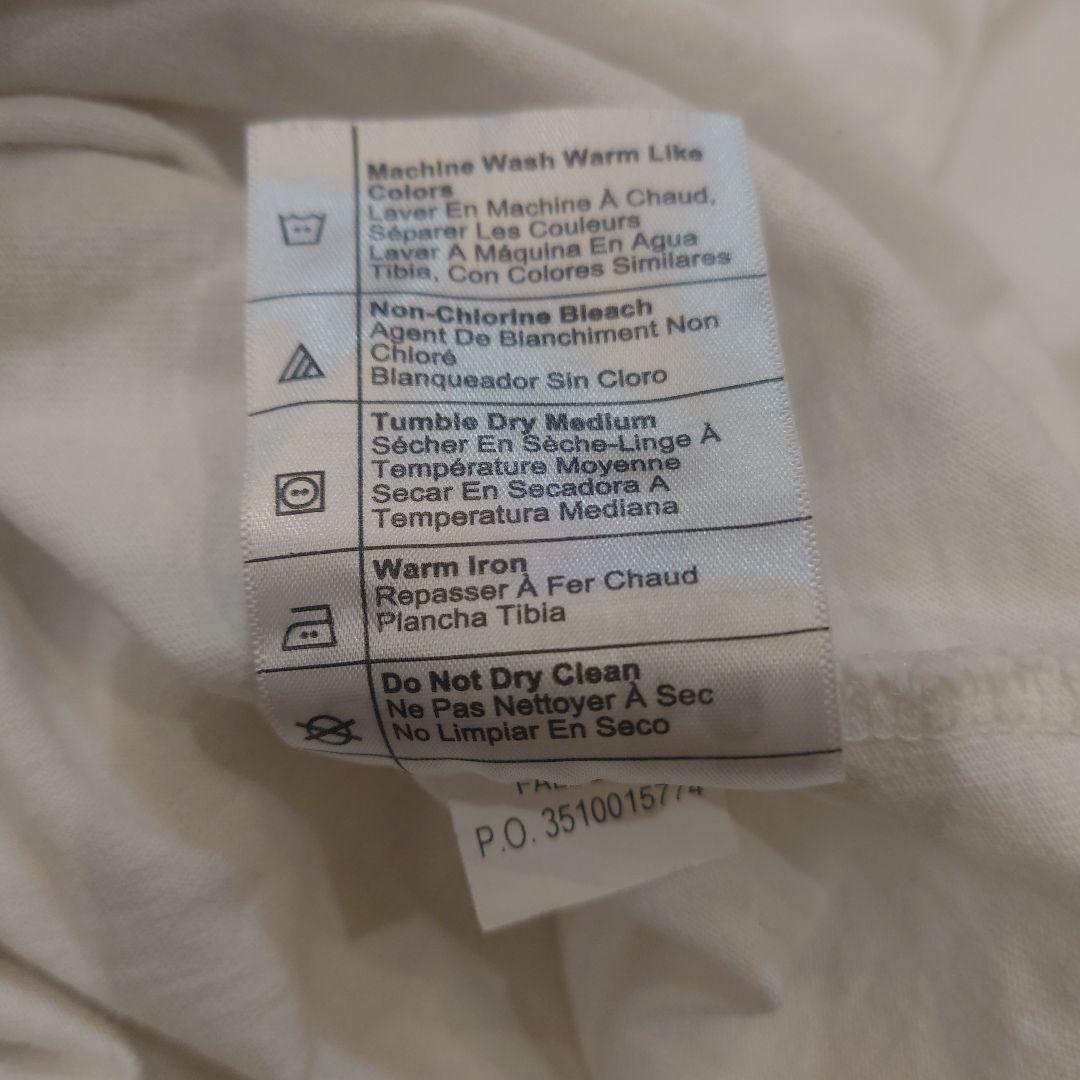 Machine Wash Warm Like
Colors
Laver En Machine À Chaud,
Séparer Les Couleurs
Lavar A Máquina En Agua
Tibia, Con Colores Similares
Non-Chlorine Bleach
Agent De Blanchiment Non
Chloré
Blanqueador Sin Cloro
Tumble Dry Medium
Sécher En Sèche-Linge À
Température Moyenne
Secar En Secadora A
Temperatura Mediana
Warm Iron
Repasser À Fer Chaud
Plancha Tibia
Do Not Dry Clean
Ne Pas Nettoyer À Sec
No Limpiar En Seco
P.O. 3510015774